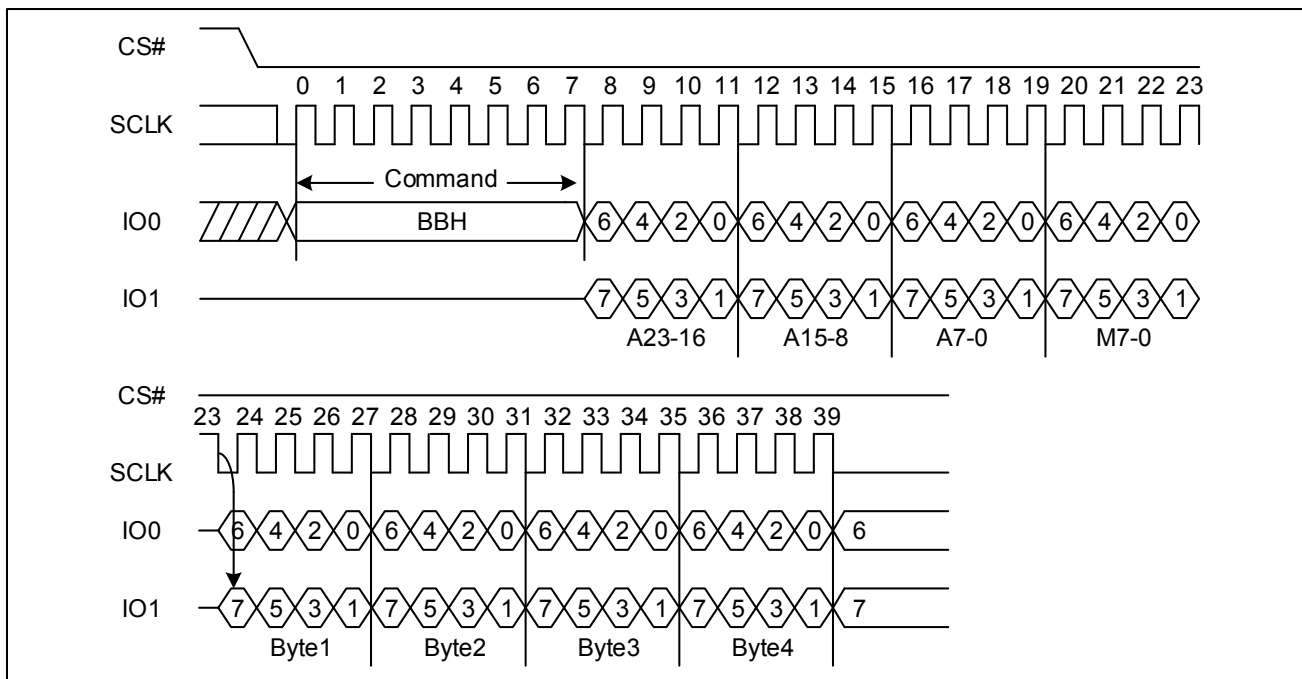 CS#
0 1 2 3 4 5 6 7 8 9 10 11 12 13 14 15 16 17 18 19 20 21 22 23
SCLK
Command
IO0 BBH 6 4 2 0 6 4 2 0 6 4 2 0 6 4 2 0
IO1 7 5 3 1 7 5 3 1 7 5 3 1 7 5 3 1
A23-16 A15-8 A7-0 M7-0
CS#
23 24 25 26 27 28 29 30 31 32 33 34 35 36 37 38 39
SCLK
IO0 6 4 2 0 6 4 2 0 6 4 2 0 6 4 2 0 6
IO1 7 5 3 1 7 5 3 1 7 5 3 1 7 5 3 1 7
Byte1 Byte2 Byte3 Byte4